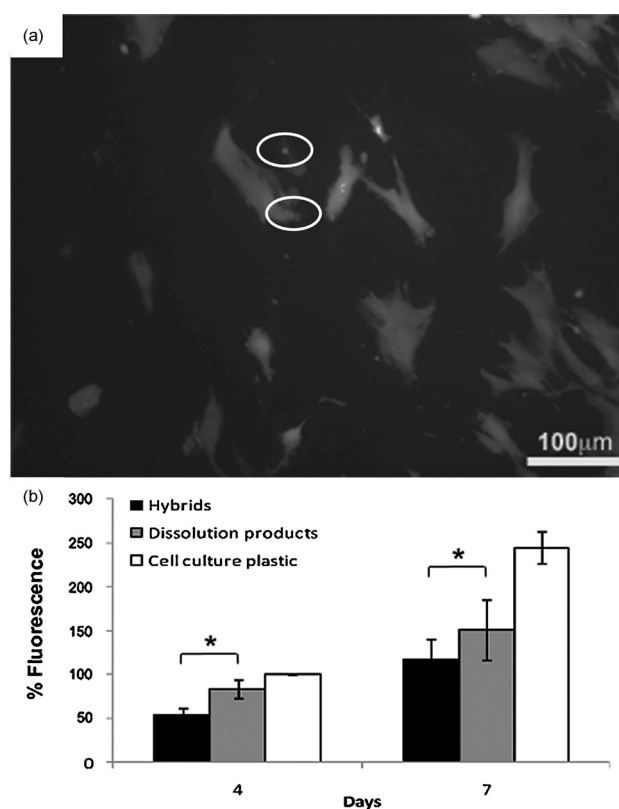 (a)
100μm
(b)
300
250
200
150
100
50
0
% Fluorescence
Hybrids
Dissolution products
Cell culture plastic
*
*
4
7
Days